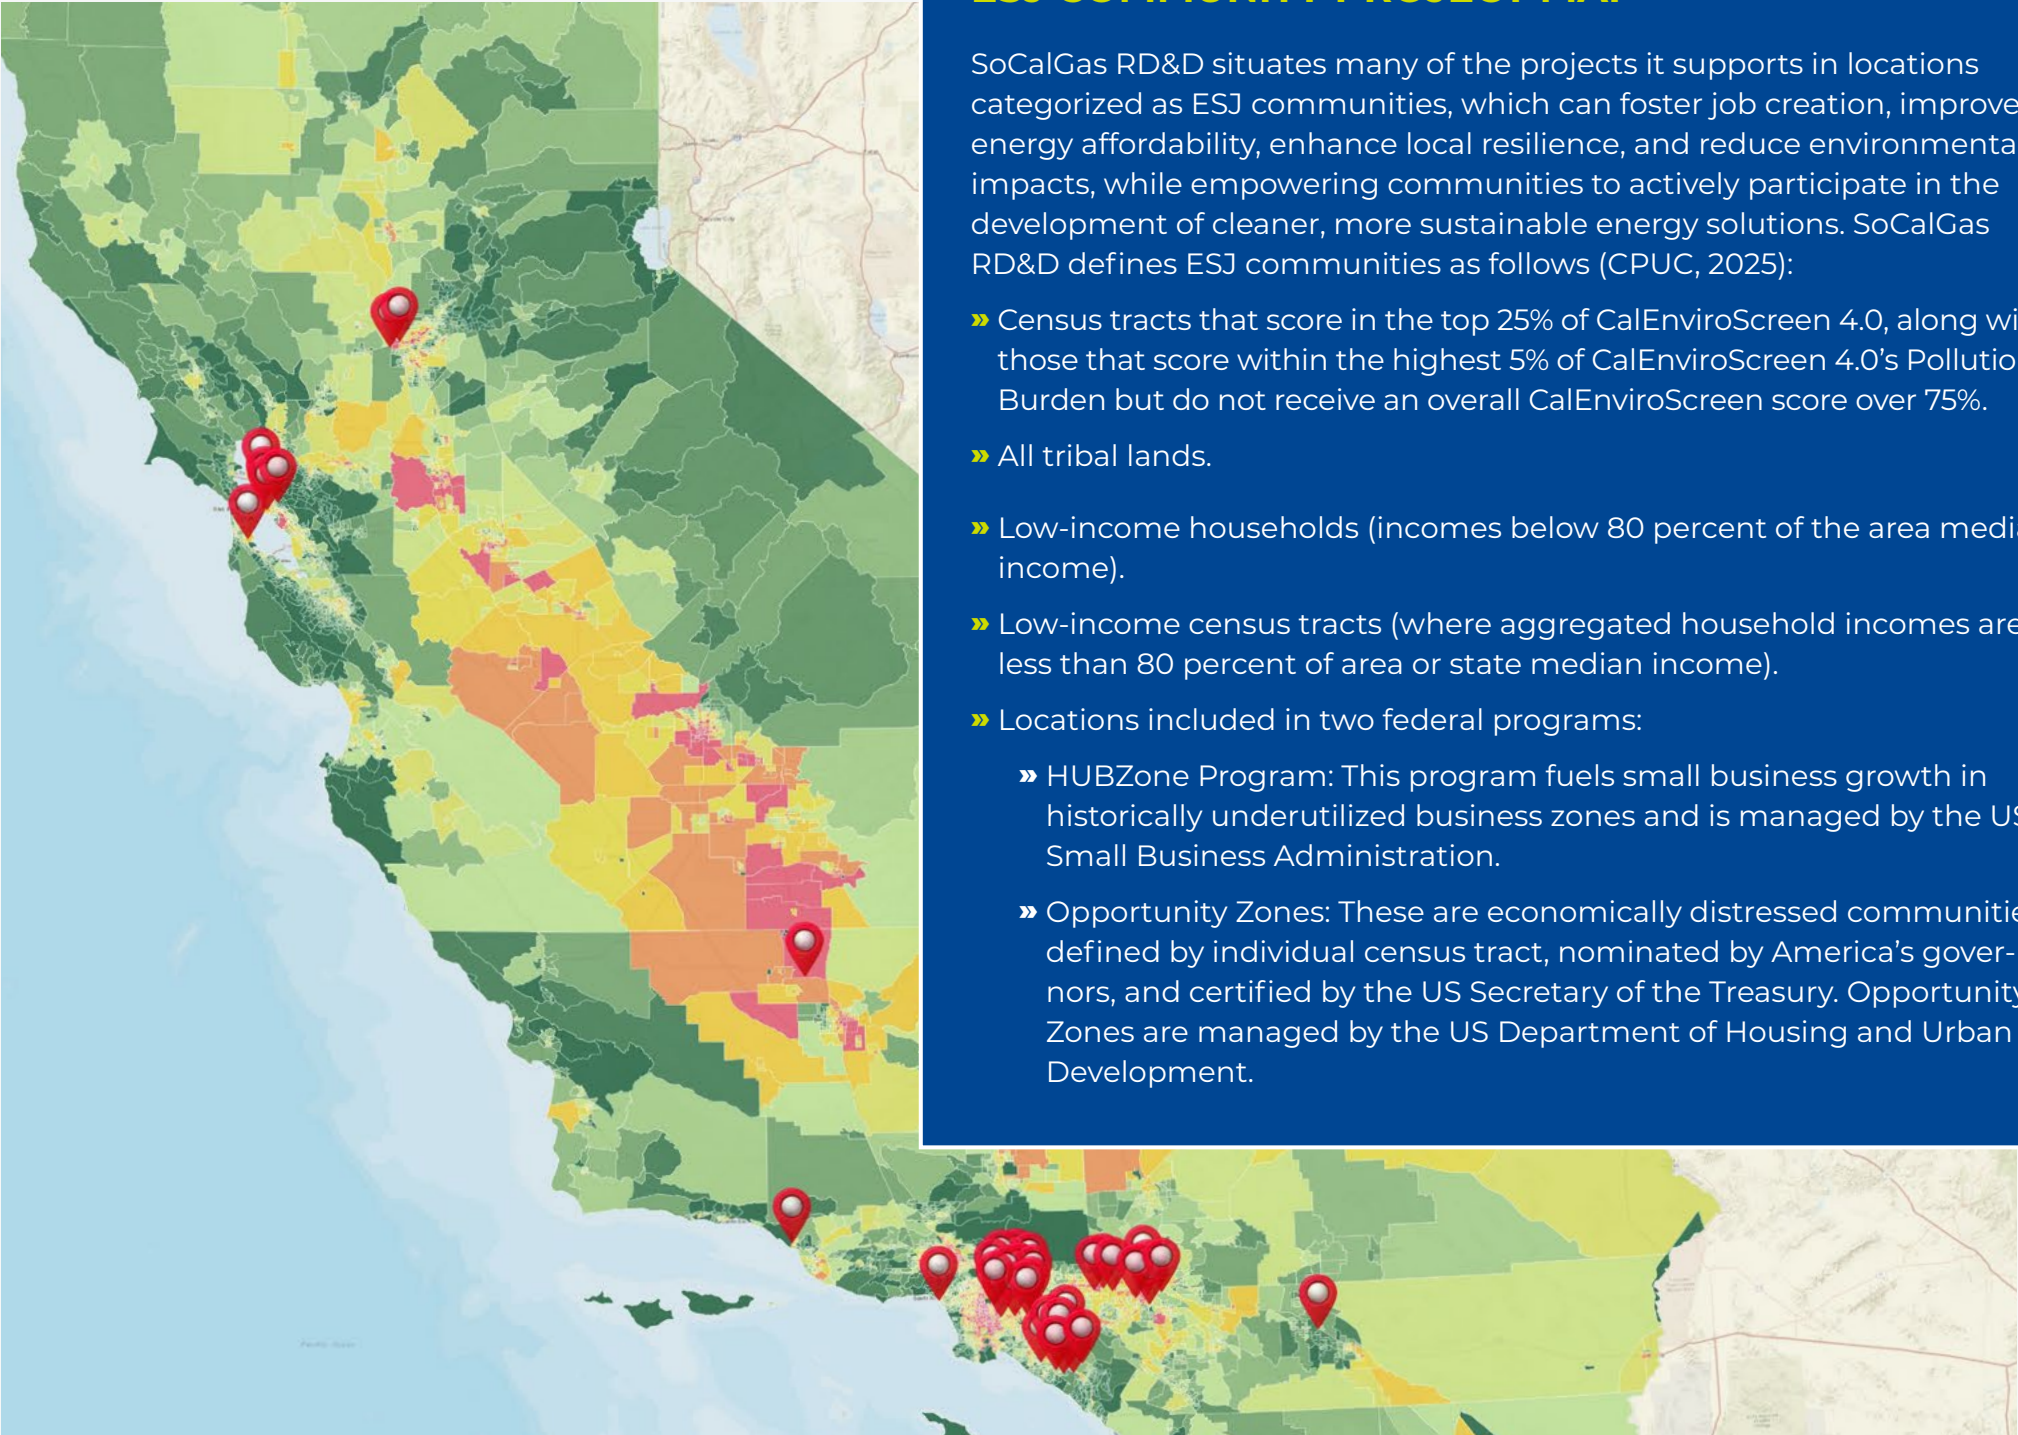 ESJ COMMUNITY PROJECT MAP
SoCalGas RD&D situates many of the projects it supports in locations
categorized as ESJ communities, which can foster job creation, improve
energy affordability, enhance local resilience, and reduce environmenta
impacts, while empowering communities to actively participate in the
development of cleaner, more sustainable energy solutions. SoCalGas
RD&D defines ESJ communities as follows (CPUC, 2025):
» Census tracts that score in the top 25% of CalEnviroScreen 4.0, along wi
those that score within the highest 5% of CalEnviroScreen 4.0’s Pollutio
Burden but do not receive an overall CalEnviroScreen score over 75%.
» All tribal lands.
» Low-income households (incomes below 80 percent of the area medi
income).
» Low-income census tracts (where aggregated household incomes are
less than 80 percent of area or state median income).
» Locations included in two federal programs:
» HUBZone Program: This program fuels small business growth in
historically underutilized business zones and is managed by the US
Small Business Administration.
» Opportunity Zones: These are economically distressed communitie
defined by individual census tract, nominated by America’s gover-
nors, and certified by the US Secretary of the Treasury. Opportunity
Zones are managed by the US Department of Housing and Urban
Development.
Pacific Ocean